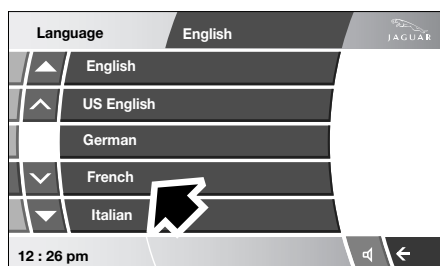 Language English
JAGUAR
English
US English
German
French
Italian
12 : 26 pm